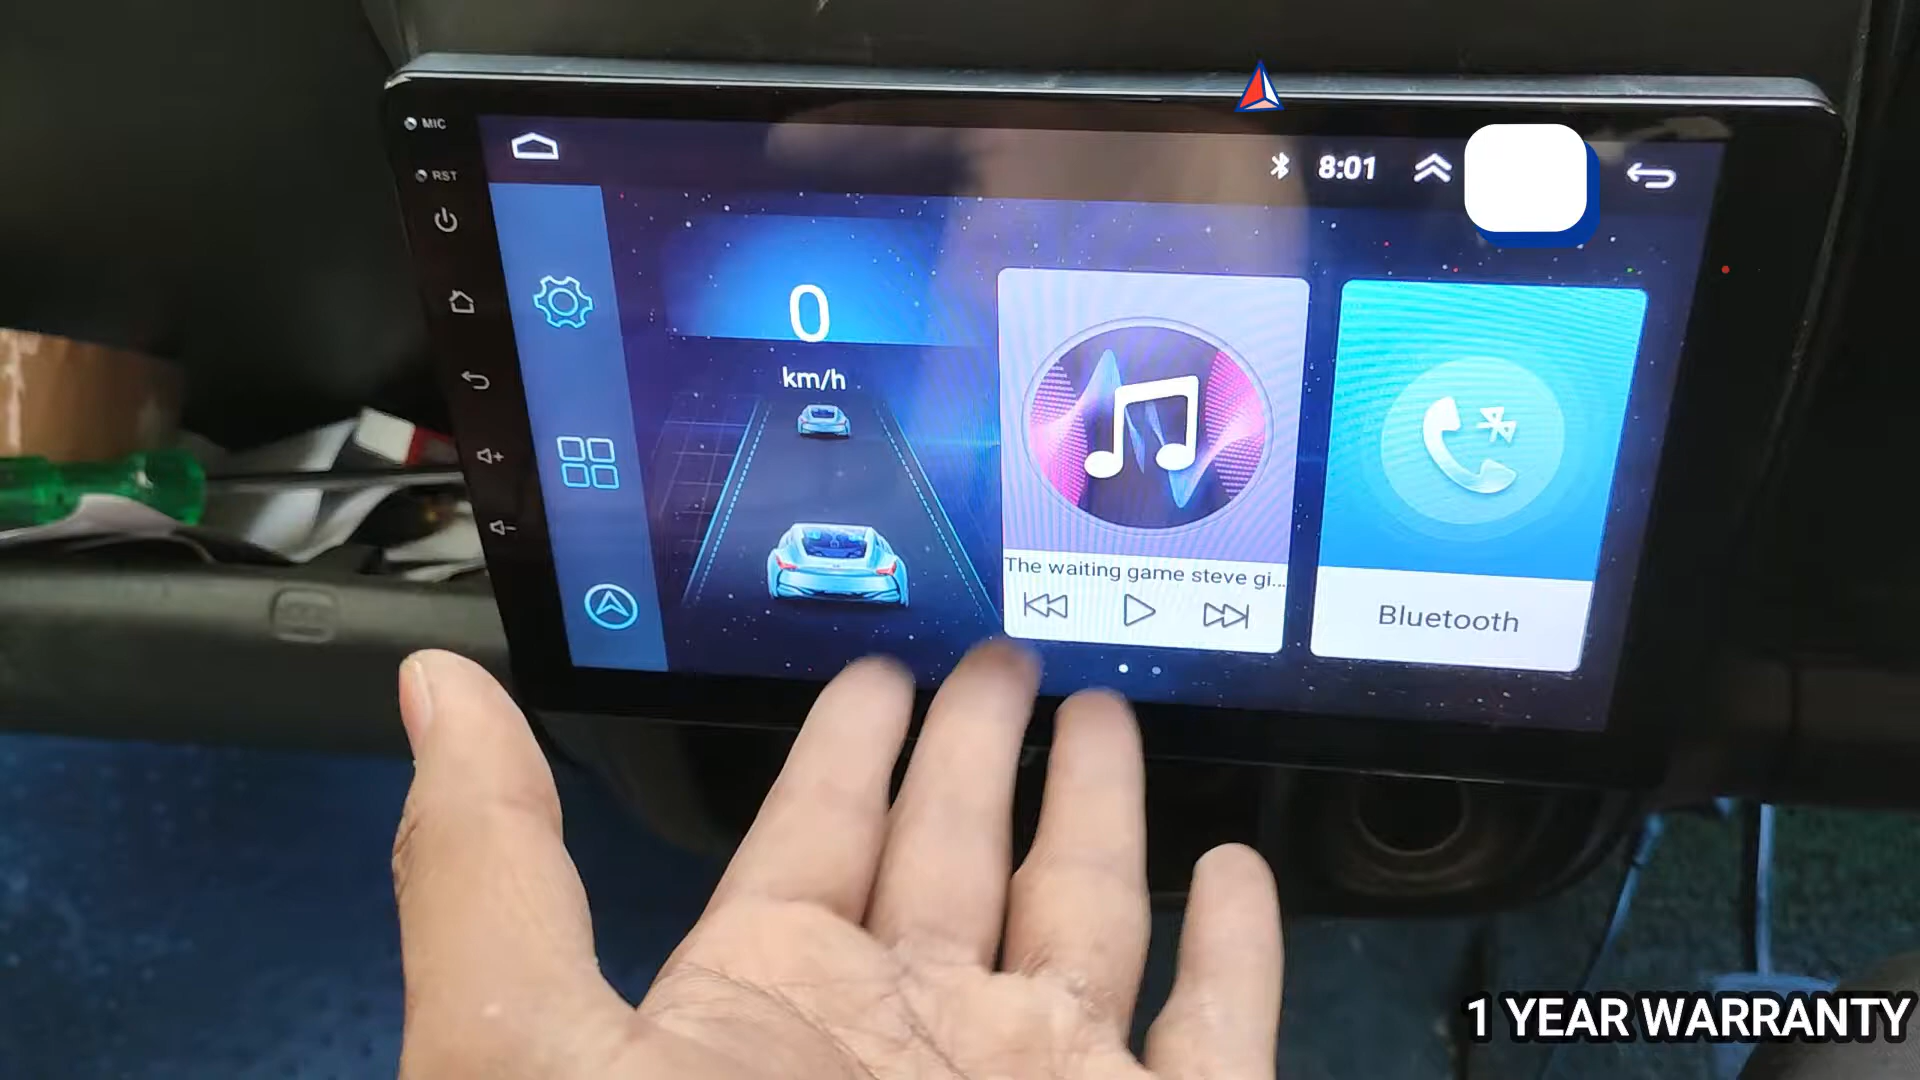 MIC
RST
8:01
0
km/h
The waiting game steve gi...
Bluetooth
1 YEAR WARRANTY